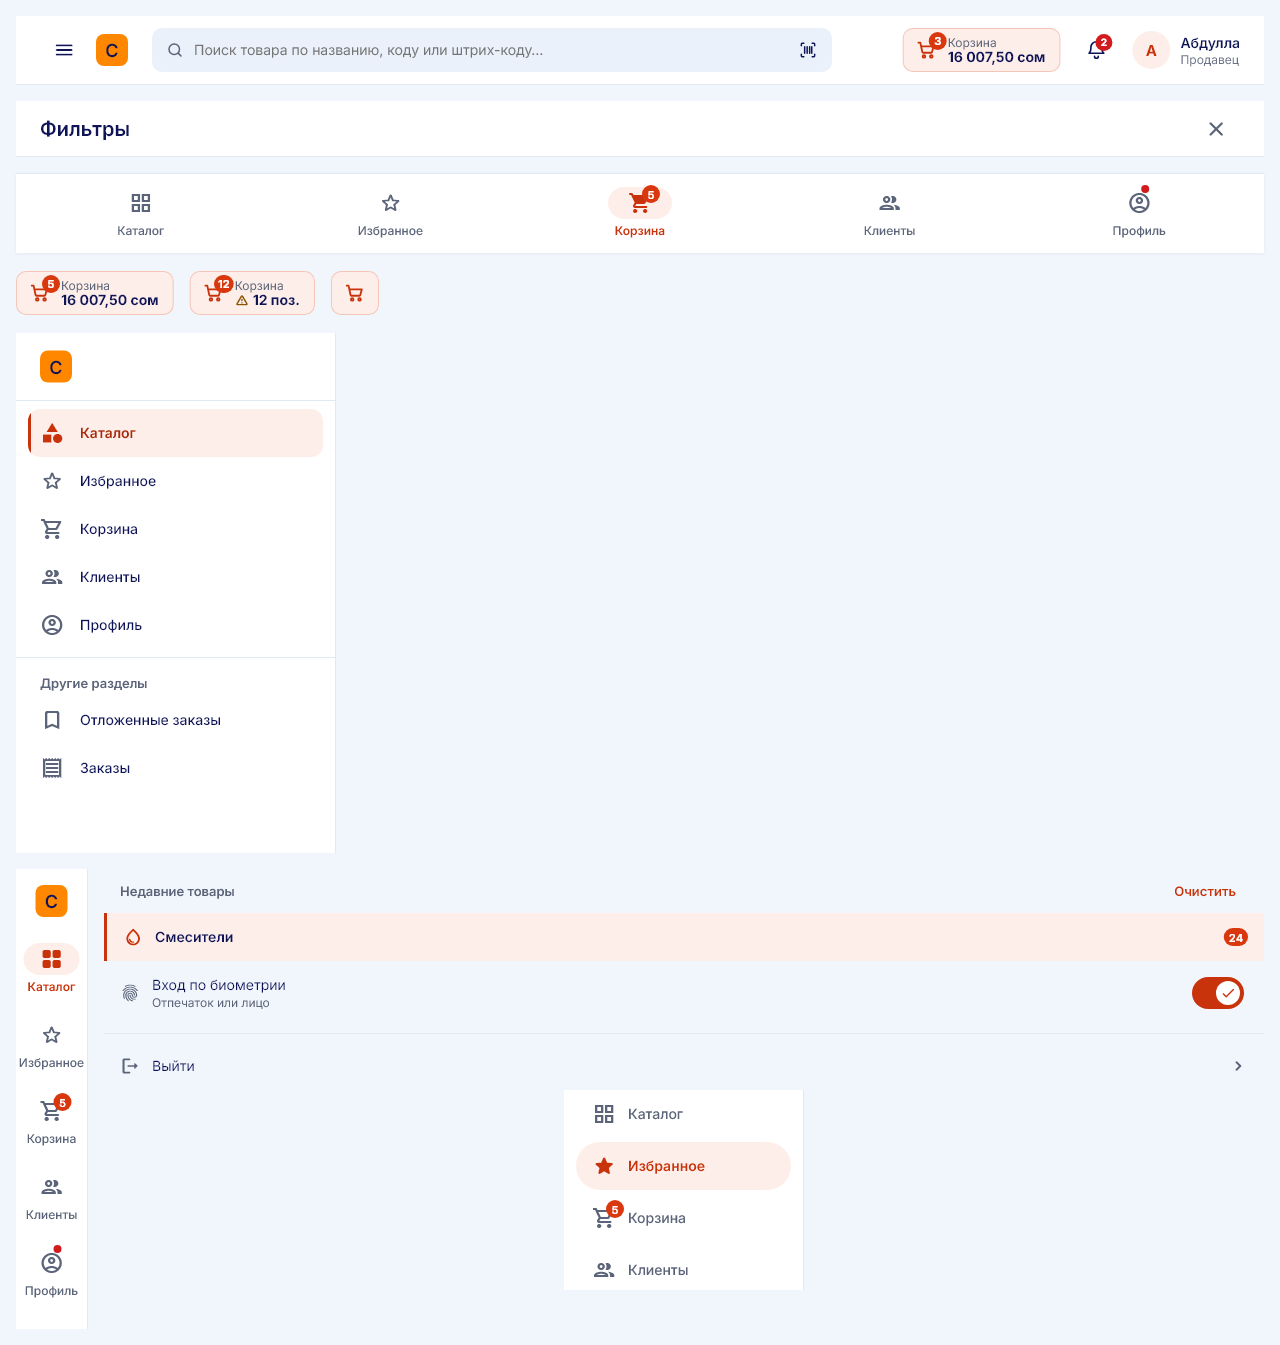 C
Поиск товара по названию, коду или штрих-коду...
3
Корзина
16 007,50 сом
2
А
Абдулла
Продавец
Фильтры
Каталог
Избранное
5
Корзина
Клиенты
Профиль
5
Корзина
16 007,50 сом
12
Корзина
12 поз.
C
Каталог
Избранное
Корзина
Клиенты
Профиль
Другие разделы
Отложенные заказы
Заказы
C
Каталог
Избранное
5
Корзина
Клиенты
Профиль
Недавние товары
Очистить
Смесители
24
Вход по биометрии
Отпечаток или лицо
Выйти
Каталог
Избранное
5
Корзина
Клиенты